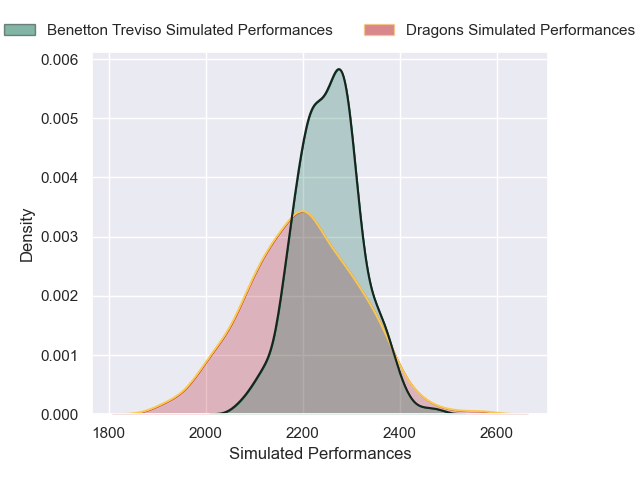 Benetton Treviso Simulated Performances
Dragons Simulated Performances
0.006
0.005
0.004
0.003
0.002
0.001
0.000
Density
1800 2000 2200 2400 2600
Simulated Performances